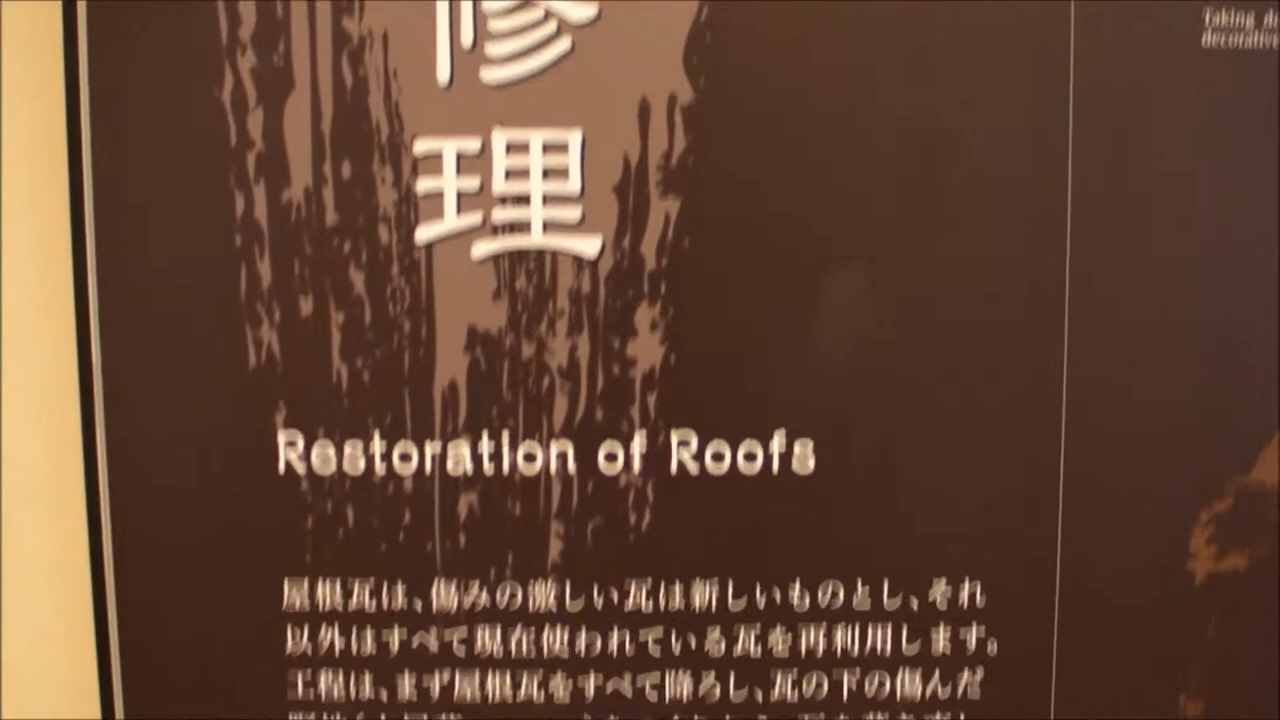 修
理
Restoration of Roofs
屋根瓦は、傷みの激しい瓦は新しいものとし、それ
以外はすべて現在使われている瓦を再利用します。
工程は、まず屋根瓦をすべて降ろし、瓦の下の傷んだ
Taking
decorative